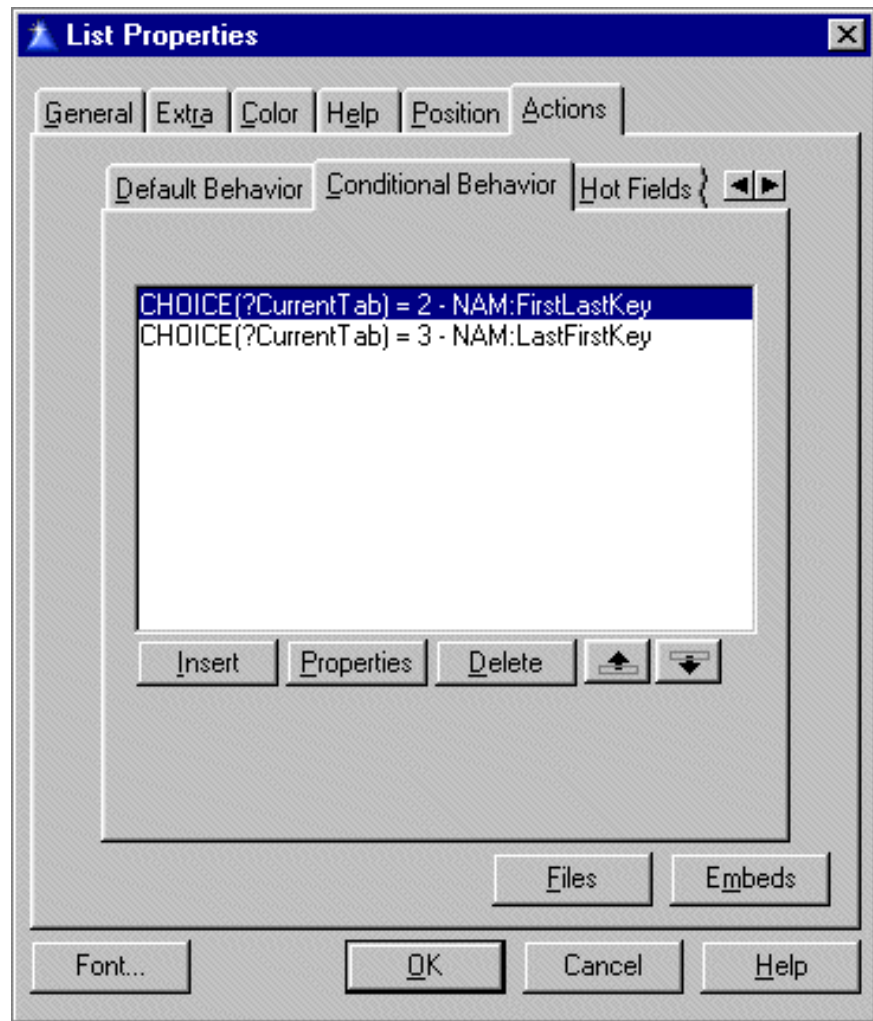 List Properties
General Extra Color Help Position Actions
Default Behavior Conditional Behavior Hot Fields
CHOICE(?CurrentTab) = 2 - NAM:FirstLastKey
CHOICE(?CurrentTab) = 3 - NAM:LastFirstKey
Insert Properties Delete
Files Embeds
Font... OK Cancel Help